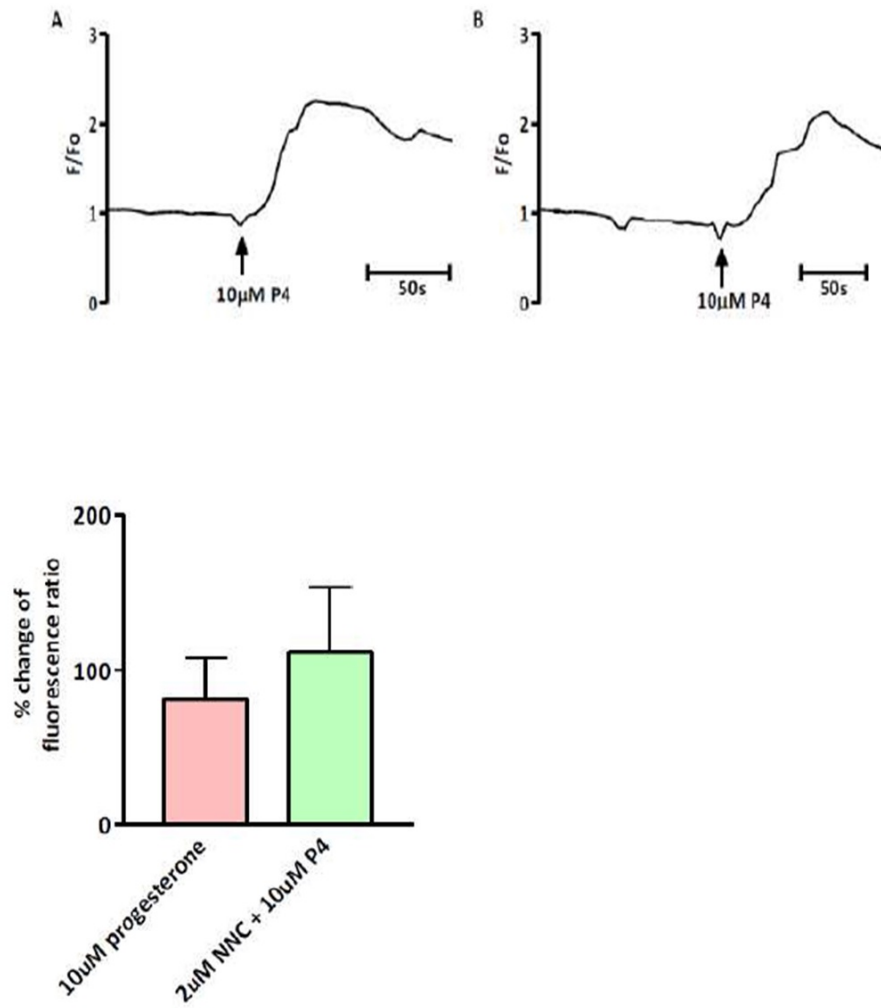 A
B
3
2
1
0
F/Fo
10µM P4
50s
3
2
1
0
F/Fo
10µM P4
50s
200
100
0
% change of
fluorescence ratio
10uM progesterone
2uM NNC + 10uM P4